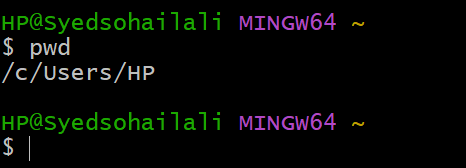 HP@Syedsohailali MINGW64 ~
$ pwd
/c/Users/HP
HP@Syedsohailali MINGW64 ~
$